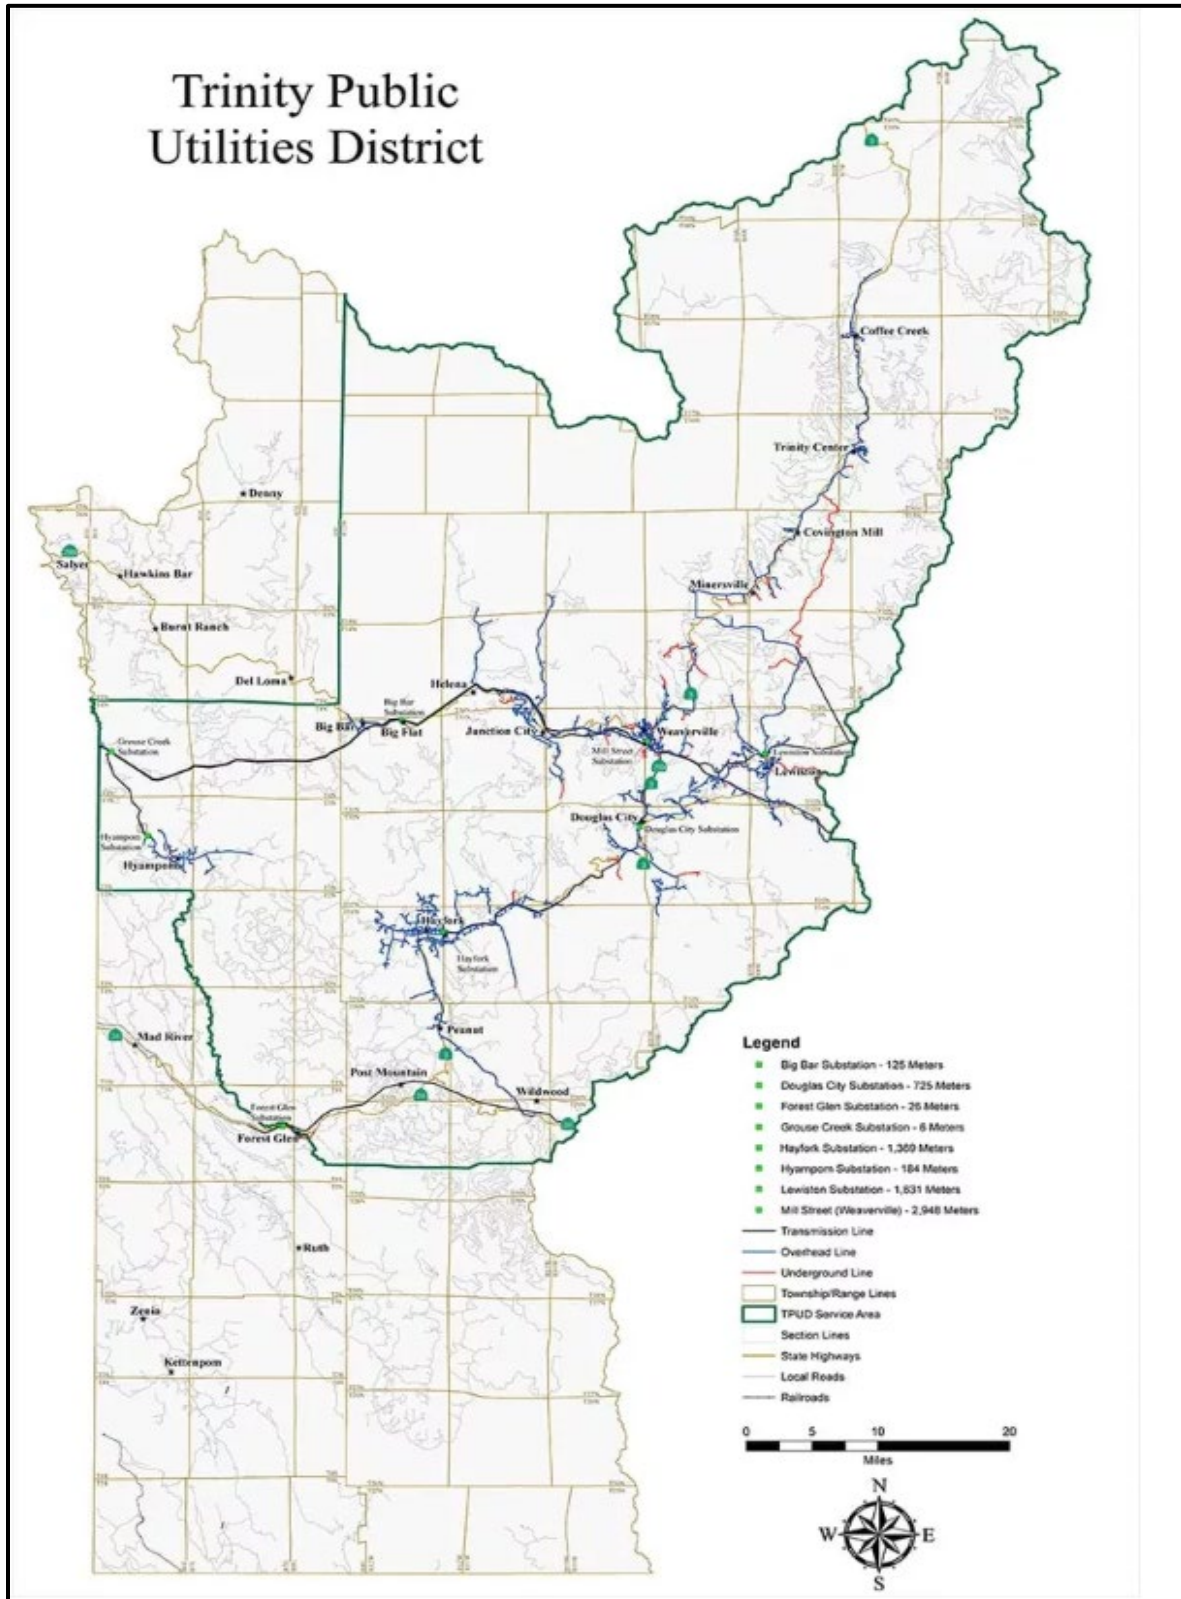 Trinity Public
Utilities District
Coffee Creek
Trinity Center
Denny
Covington Mill
Salyer
Hawkins Bar
Minersville
Burnt Ranch
Del Loma
Helena
Big Bar
Substation
Big Bar
Big Flat
Junction City
Weaverville
Grouse Creek
Substation
Mill Street
Substation
Lewiston Substation
Lewiston
Douglas City
Douglas City Substation
Hyampom
Substation
Hyampom
Hayfork
Hayfork
Substation
Peanut
Mad River
Post Mountain
Wildwood
Forest Glen
Substation
Forest Glen
Ruth
Zenia
Kettenpom
Legend
Big Bar Substation - 125 Meters
Douglas City Substation - 725 Meters
Forest Glen Substation - 26 Meters
Grouse Creek Substation - 6 Meters
Hayfork Substation - 1,369 Meters
Hyampom Substation - 184 Meters
Lewiston Substation - 1,631 Meters
Mill Street (Weaverville) - 2,948 Meters
Transmission Line
Overhead Line
Underground Line
Township/Range Lines
TPUD Service Area
Section Lines
State Highways
Local Roads
Railroads
0 5 10 20
Miles
N
W E
S